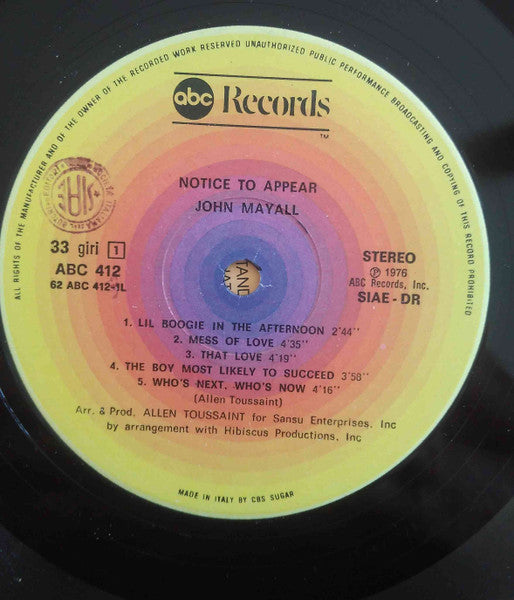 ALL RIGHTS OF THE MANUFACTURER AND OF THE OWNER OF THE RECORDED WORK RESERVED UNAUTHORIZED PUBLIC PERFORMANCE BROADCASTING AND COPYING OF THIS RECORD PROHIBITED
abc Records
TM
NOTICE TO APPEAR
JOHN MAYALL
SIAE
33 giri 1
ABC 412
62 ABC 412-1L
STEREO
Ⓟ 1976
ABC Records, Inc.
SIAE - DR
TAND
1. LIL BOOGIE IN THE AFTERNOON 2'44''
2. MESS OF LOVE 4'35''
3. THAT LOVE 4'19''
4. THE BOY MOST LIKELY TO SUCCEED 3'58''
5. WHO'S NEXT, WHO'S NOW 4'16''
(Allen Toussaint)
Arr. & Prod. ALLEN TOUSSAINT for Sansu Enterprises, Inc
by arrangement with Hibiscus Productions, Inc
MADE IN ITALY BY CBS SUGAR